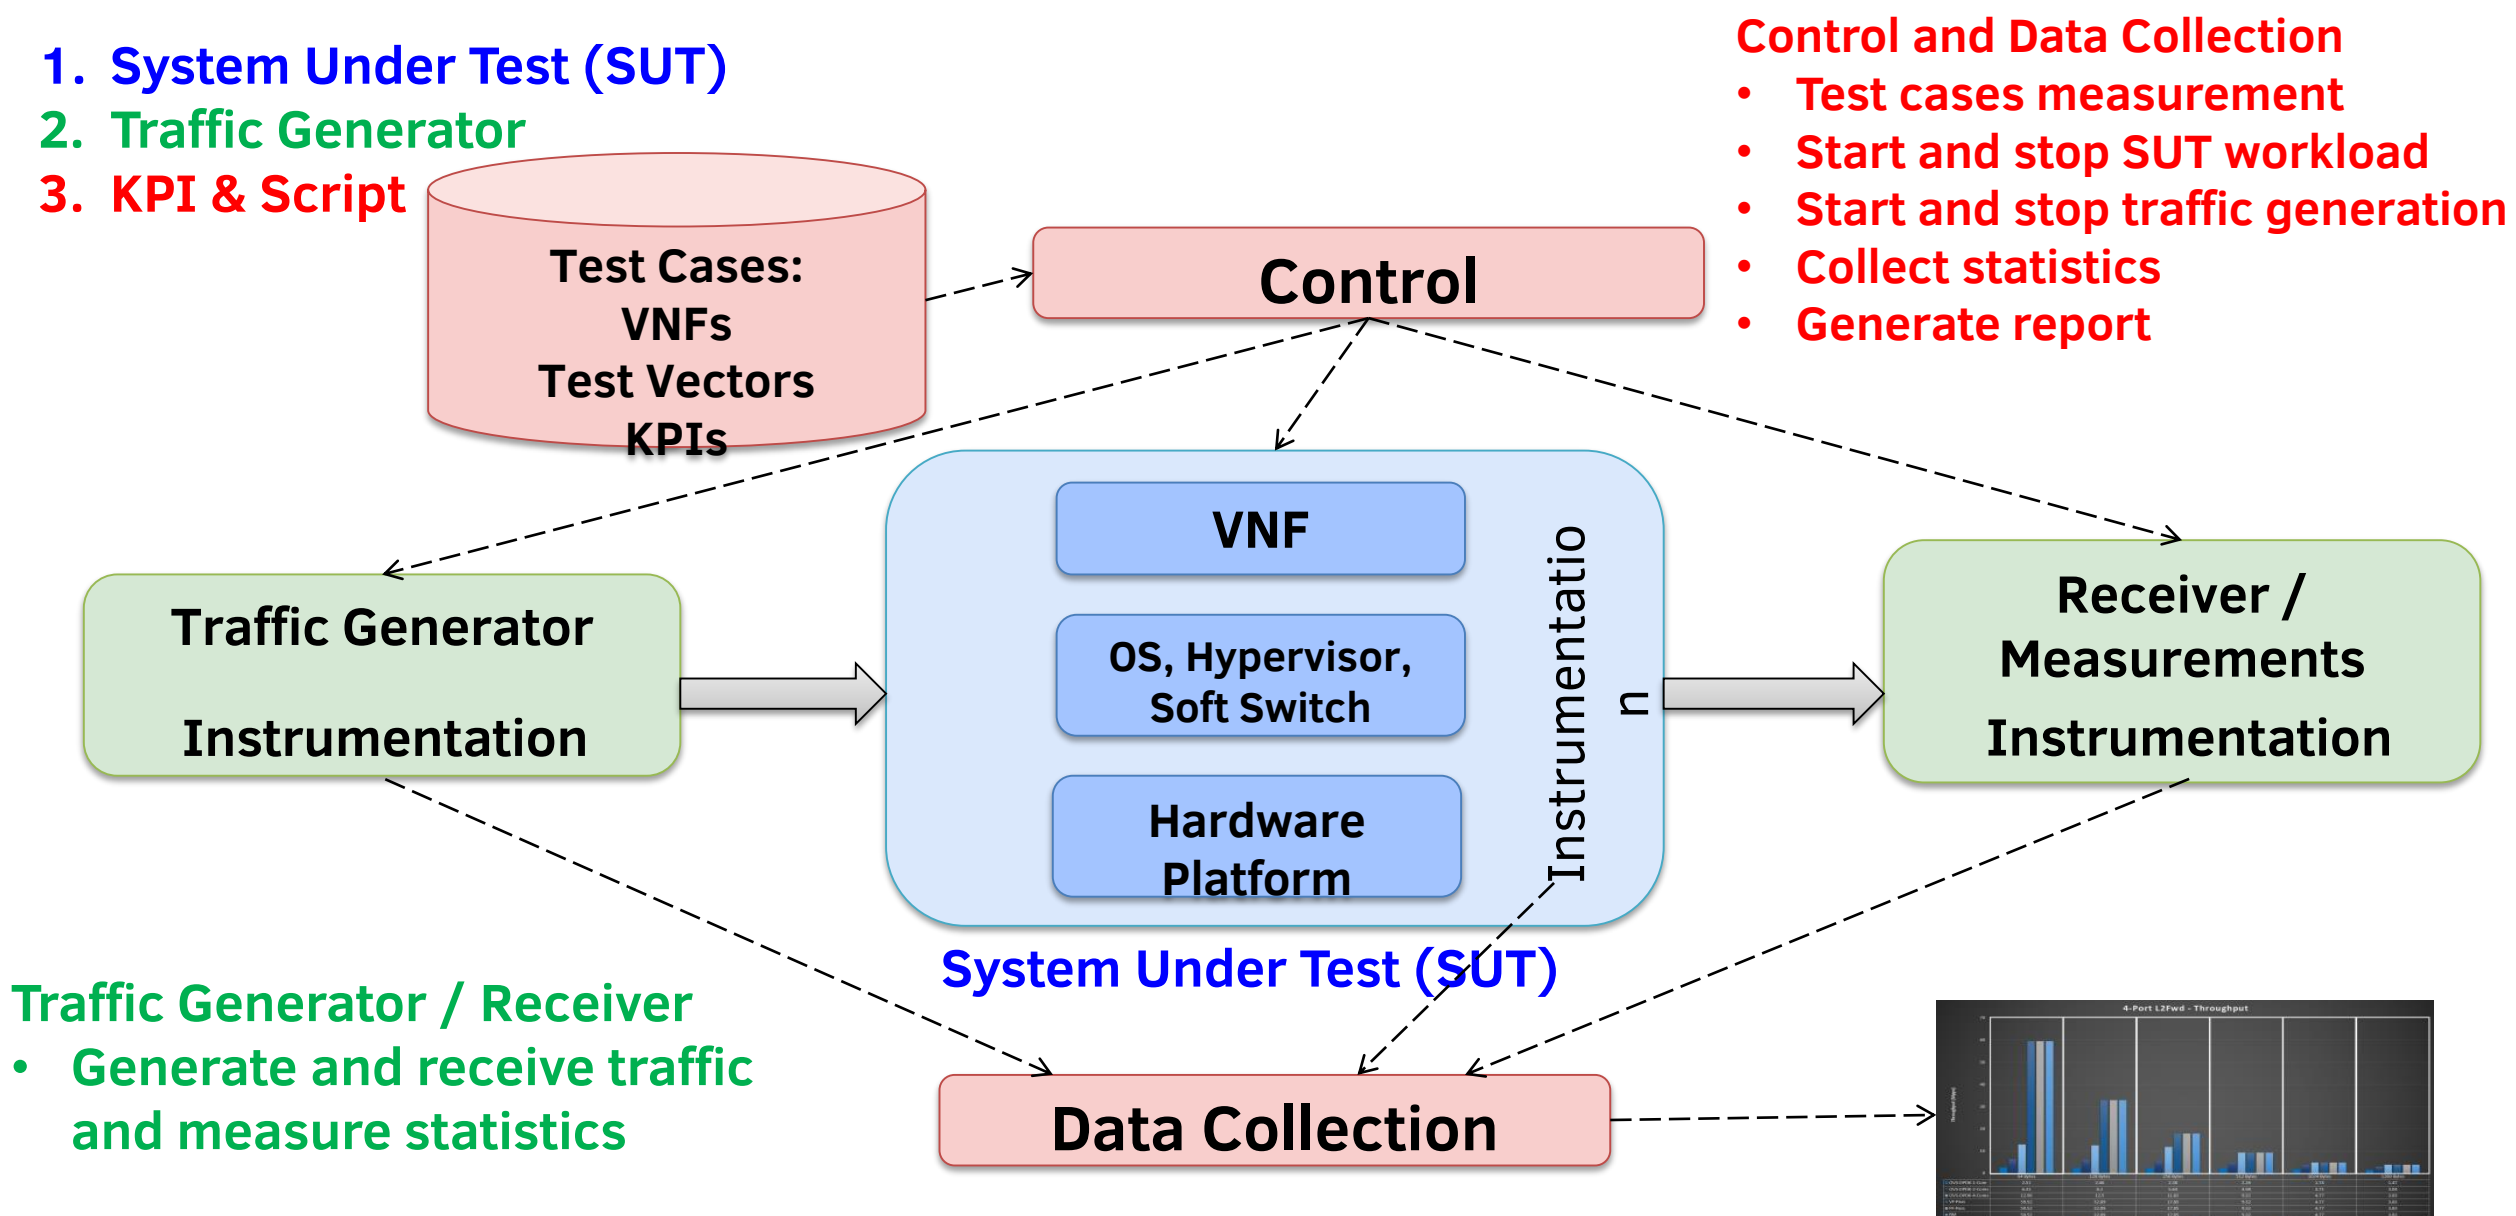 1. System Under Test (SUT)
2. Traffic Generator
3. KPI & Script
Control and Data Collection
• Test cases measurement
• Start and stop SUT workload
• Start and stop traffic generation
• Collect statistics
• Generate report
Test Cases:
VNFs
Test Vectors
KPIs
Control
Traffic Generator
Instrumentation
VNF
OS, Hypervisor,
Soft Switch
Hardware
Platform
Instrumentatio
n
Receiver /
Measurements
Instrumentation
System Under Test (SUT)
Traffic Generator / Receiver
• Generate and receive traffic
and measure statistics
Data Collection
4-Port L2Fwd - Throughput